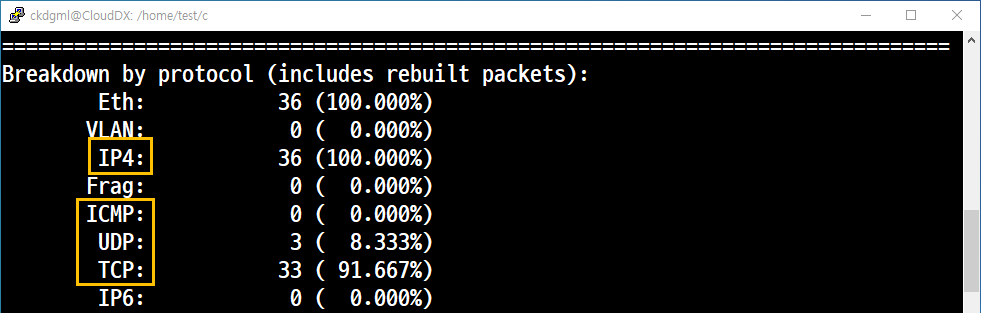 ckdgml@CloudDX: /home/test/c
===============================================================================
Breakdown by protocol (includes rebuilt packets):
Eth: 36 (100.000%)
VLAN: 0 ( 0.000%)
IP4: 36 (100.000%)
Frag: 0 ( 0.000%)
ICMP: 0 ( 0.000%)
UDP: 3 ( 8.333%)
TCP: 33 ( 91.667%)
IP6: 0 ( 0.000%)